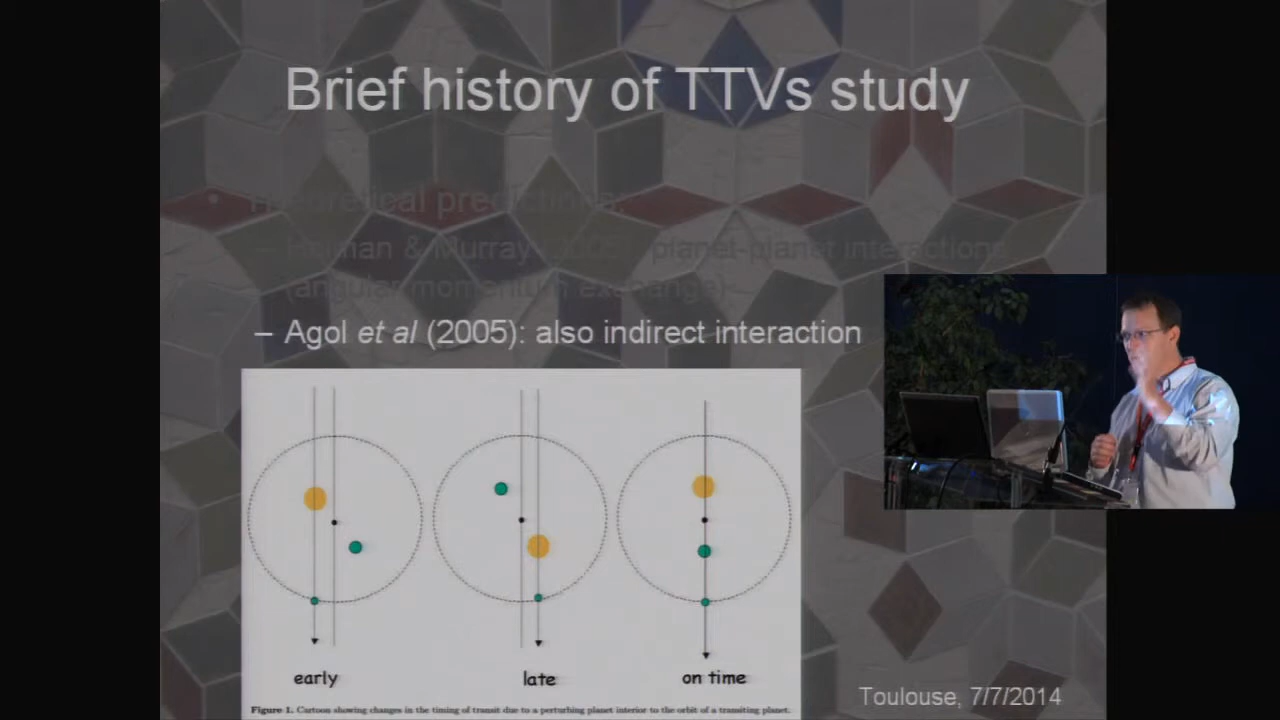 Brief history of TTVs study
• Theoretical predictions:
– Holman & Murray (2005): planet-planet interactions
(angular momentum exchange)
– Agol et al (2005): also indirect interaction
early late on time
Figure 1. Cartoon showing changes in the timing of transit due to a perturbing planet interior to the orbit of a transiting planet.
Toulouse, 7/7/2014